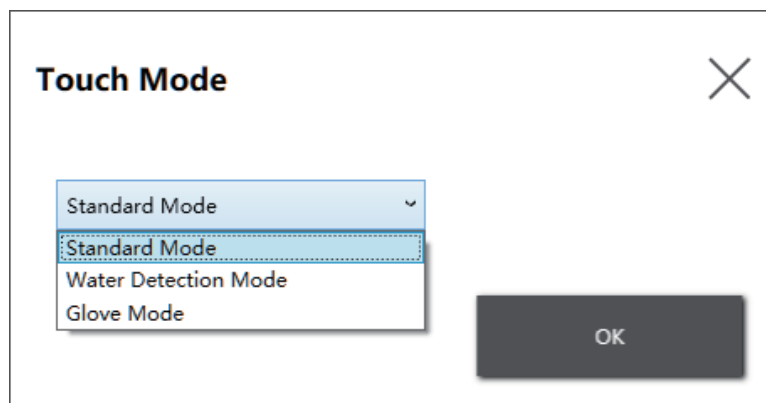 Touch Mode
Standard Mode
Standard Mode
Water Detection Mode
Glove Mode
OK